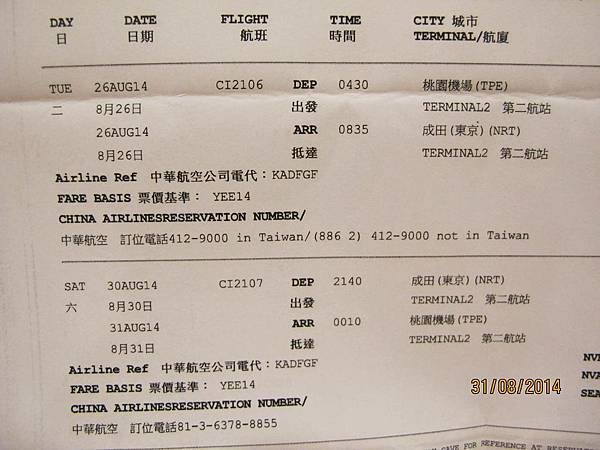 DAY DATE FLIGHT TIME CITY 城市
日 日期 航班 時間 TERMINAL/航廈
TUE 26AUG14 CI2106 DEP 0430 桃園機場(TPE)
二 8月26日 出發 TERMINAL2 第二航站
26AUG14 ARR 0835 成田(東京)(NRT)
8月26日 抵達 TERMINAL2 第二航站
Airline Ref 中華航空公司電代：KADFGF
FARE BASIS 票價基準： YEE14
CHINA AIRLINESRESERVATION NUMBER/
中華航空 訂位電話412-9000 in Taiwan/(886 2) 412-9000 not in Taiwan
SAT 30AUG14 CI2107 DEP 2140 成田(東京)(NRT)
六 8月30日 出發 TERMINAL2 第二航站
31AUG14 ARR 0010 桃園機場(TPE)
8月31日 抵達 TERMINAL2 第二航站
Airline Ref 中華航空公司電代：KADFGF
FARE BASIS 票價基準： YEE14
CHINA AIRLINESRESERVATION NUMBER/
中華航空 訂位電話81-3-6378-8855
NVB
NVA
SEA
31/08/2014
CAVE FOR REFERENCE AT